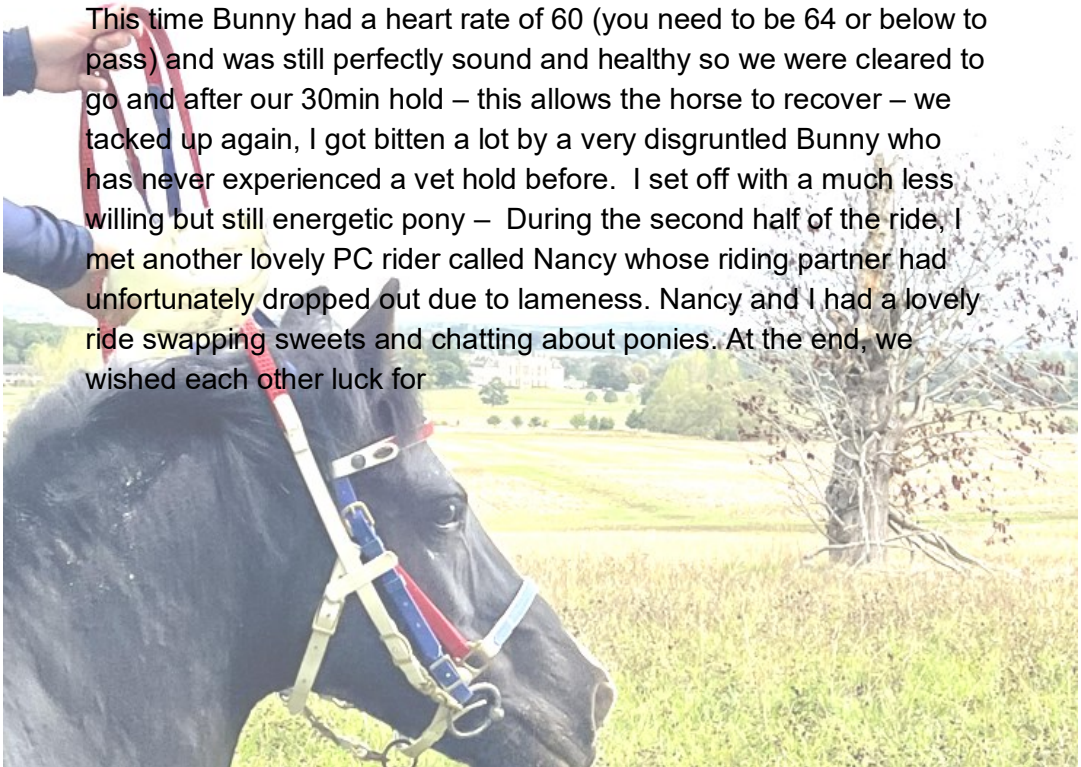 This time Bunny had a heart rate of 60 (you need to be 64 or below to
pass) and was still perfectly sound and healthy so we were cleared to
go and after our 30min hold – this allows the horse to recover – we
tacked up again, I got bitten a lot by a very disgruntled Bunny who
has never experienced a vet hold before.  I set off with a much less
willing but still energetic pony –  During the second half of the ride, I
met another lovely PC rider called Nancy whose riding partner had
unfortunately dropped out due to lameness. Nancy and I had a lovely
ride swapping sweets and chatting about ponies. At the end, we
wished each other luck for